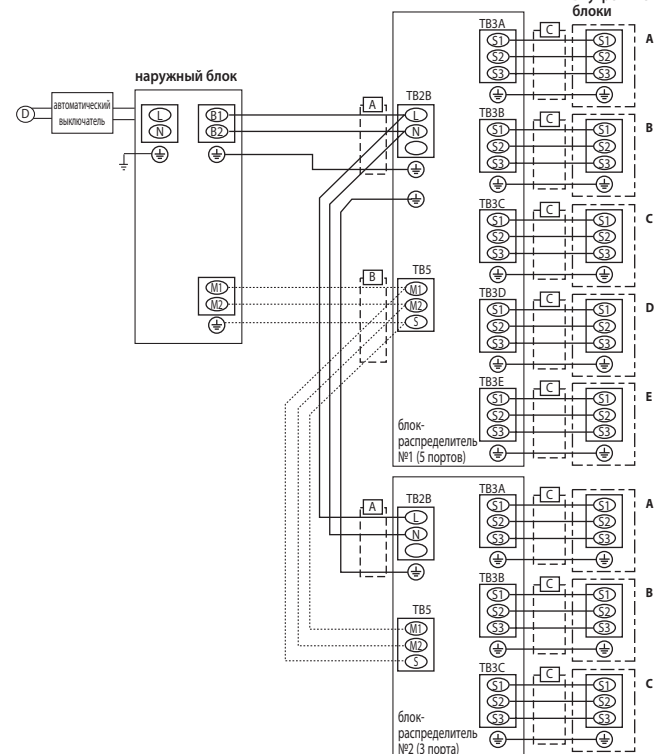 блоки
наружный блок
D
автоматический
выключатель
L
N
B1
B2
M1
M2
A
TB2B
L
N
B
TB5
M1
M2
S
TB3A
S1
S2
S3
C
S1
S2
S3
A
TB3B
S1
S2
S3
C
S1
S2
S3
B
TB3C
S1
S2
S3
C
S1
S2
S3
C
TB3D
S1
S2
S3
C
S1
S2
S3
D
TB3E
S1
S2
S3
C
S1
S2
S3
E
блок-
распределитель
№1 (5 портов)
A
TB2B
L
N
TB5
M1
M2
S
TB3A
S1
S2
S3
C
S1
S2
S3
A
TB3B
S1
S2
S3
C
S1
S2
S3
B
TB3C
S1
S2
S3
C
S1
S2
S3
C
блок-
распределитель
№2 (3 порта)